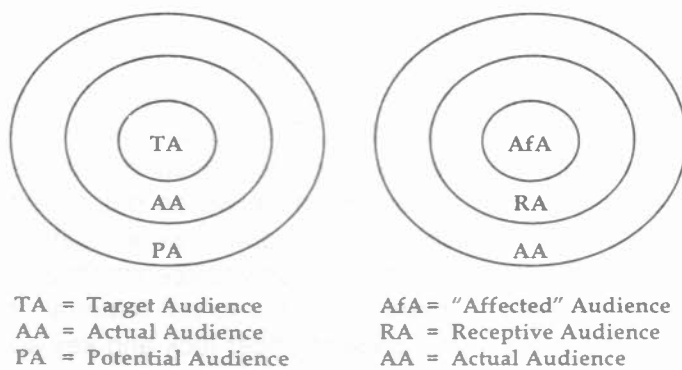 TA
AA
PA
AfA
RA
AA
TA = Target Audience
AA = Actual Audience
PA = Potential Audience
AfA = "Affected" Audience
RA = Receptive Audience
AA = Actual Audience